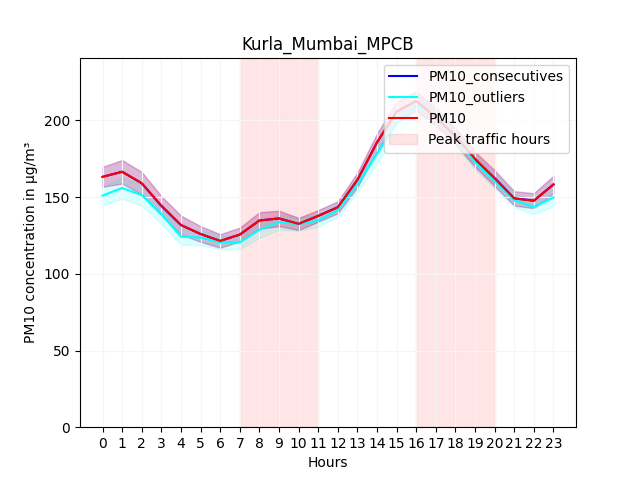 Kurla_Mumbai_MPCB
PM10_consecutives
PM10_outliers
PM10
Peak traffic hours
PM10 concentration in μg/m³
200
150
100
50
0
0 1 2 3 4 5 6 7 8 9 10 11 12 13 14 15 16 17 18 19 20 21 22 23
Hours